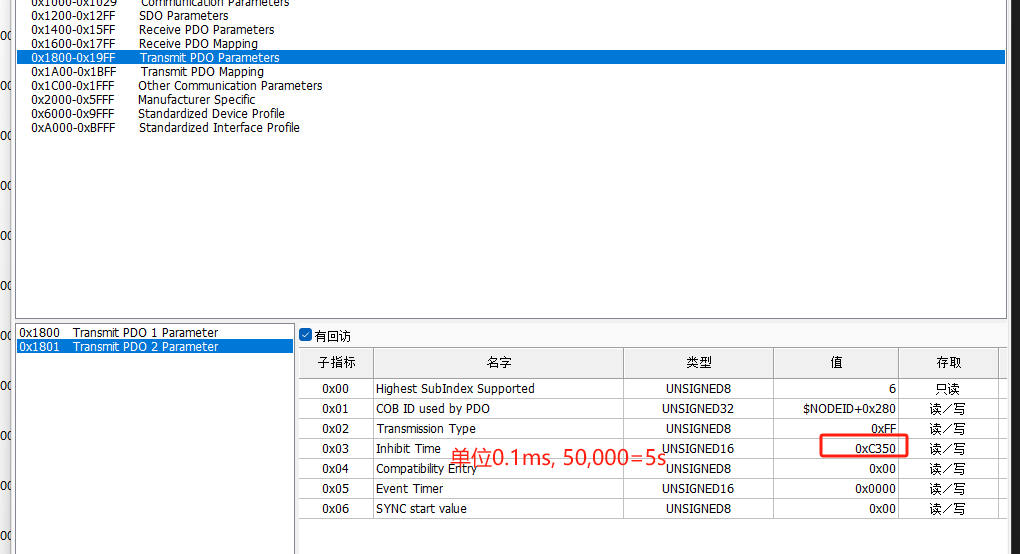 0x1000-0x1029 Communication Parameters
0x1200-0x12FF SDO Parameters
0x1400-0x15FF Receive PDO Parameters
0x1600-0x17FF Receive PDO Mapping
0x1800-0x19FF Transmit PDO Parameters
0x1A00-0x1BFF Transmit PDO Mapping
0x1C00-0x1FFF Other Communication Parameters
0x2000-0x5FFF Manufacturer Specific
0x6000-0x9FFF Standardized Device Profile
0xA000-0xBFFF Standardized Interface Profile
0x1800 Transmit PDO 1 Parameter
0x1801 Transmit PDO 2 Parameter
有回访
子指标 名字 类型 值 存取
0x00 Highest SubIndex Supported UNSIGNED8 6 只读
0x01 COB ID used by PDO UNSIGNED32 $NODEID+0x280 读／写
0x02 Transmission Type UNSIGNED8 0xFF 读／写
0x03 Inhibit Time UNSIGNED16 0xC350 读／写
单位0.1ms, 50,000=5s
0x04 Compatibility Entry UNSIGNED8 0x00 读／写
0x05 Event Timer UNSIGNED16 0x0000 读／写
0x06 SYNC start value UNSIGNED8 0x00 读／写